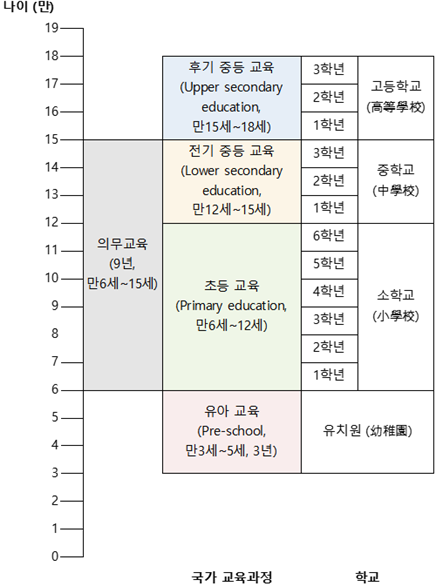 나이 (만)
19
18
17
16
15
14
13
12
11
10
9
8
7
6
5
4
3
2
1
0
의무교육
(9년,
만6세~15세)
후기 중등 교육
(Upper secondary
education,
만15세~18세)
전기 중등 교육
(Lower secondary
education,
만12세~15세)
초등 교육
(Primary education,
만6세~12세)
유아 교육
(Pre-school,
만3세~5세, 3년)
3학년
2학년
1학년
3학년
2학년
1학년
6학년
5학년
4학년
3학년
2학년
1학년
고등학교
(高等學校)
중학교
(中學校)
소학교
(小學校)
유치원 (幼稚園)
국가 교육과정
학교